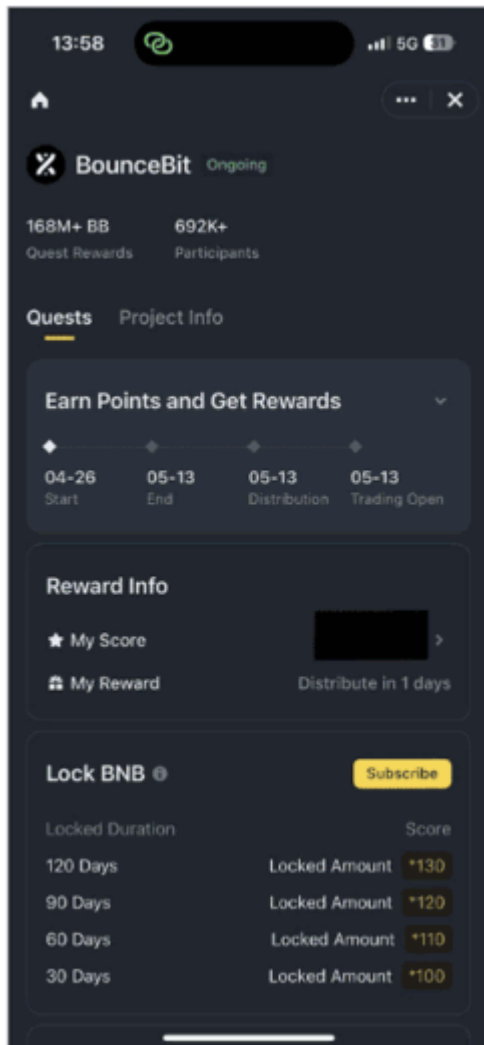 13:58 5G 31
BounceBit Ongoing
168M+ BB 692K+
Quest Rewards Participants
Quests Project Info
Earn Points and Get Rewards
04-26 05-13 05-13 05-13
Start End Distribution Trading Open
Reward Info
My Score
My Reward Distribute in 1 days
Lock BNB Subscribe
Locked Duration Score
120 Days Locked Amount *130
90 Days Locked Amount *120
60 Days Locked Amount *110
30 Days Locked Amount *100